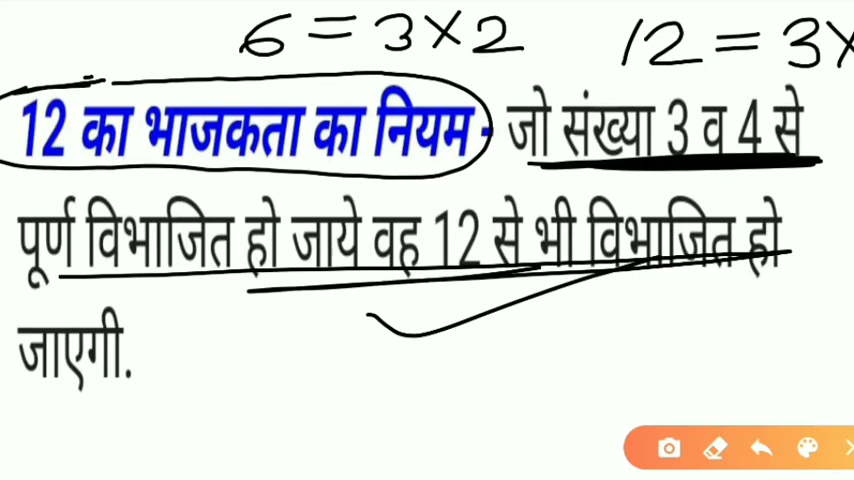 6 = 3×2 12 = 3×
12 का भाजकता का नियम - जो संख्या 3 व 4 से
पूर्ण विभाजित हो जाये वह 12 से भी विभाजित हो
जाएगी.